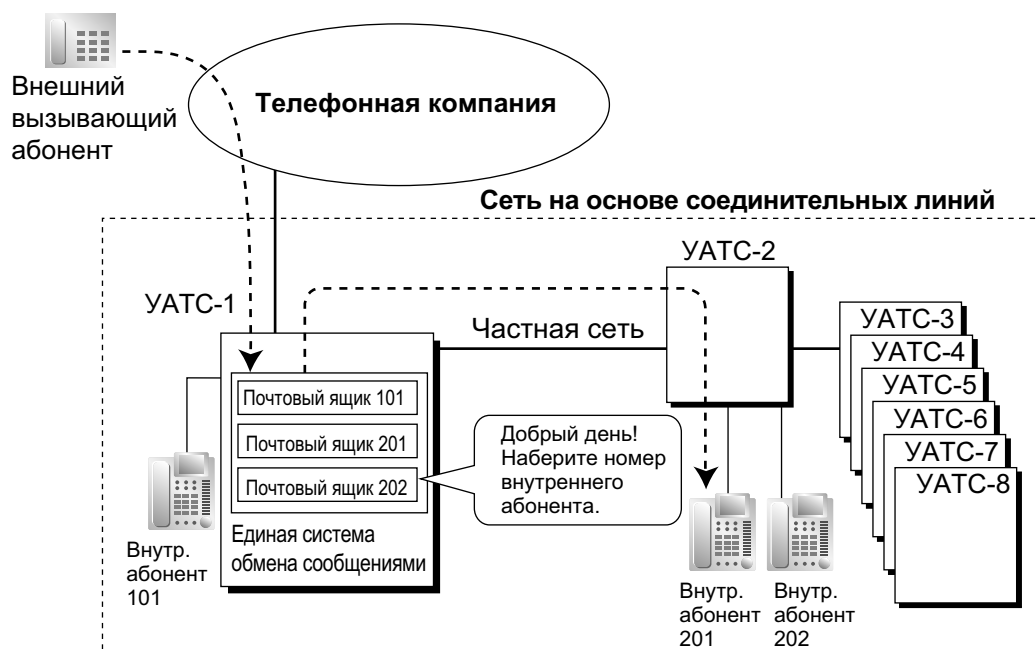 Внешний
вызывающий
абонент
Телефонная компания
Сеть на основе соединительных линий
УАТС-1
УАТС-2
Частная сеть
УАТС-3
УАТС-4
УАТС-5
УАТС-6
УАТС-7
УАТС-8
Почтовый ящик 101
Почтовый ящик 201
Почтовый ящик 202
Добрый день!
Наберите номер
внутреннего
абонента.
Единая система
обмена сообщениями
Внутр.
абонент
101
Внутр.
абонент
201
Внутр.
абонент
202